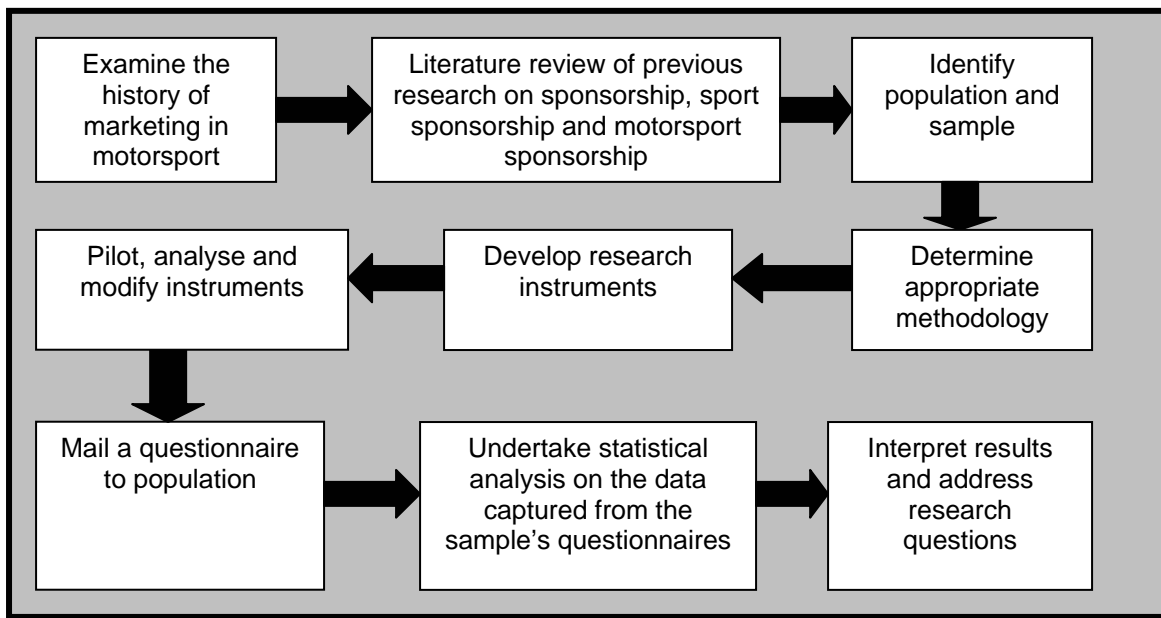 Examine the
history of
marketing in
motorsport
Literature review of previous
research on sponsorship, sport
sponsorship and motorsport
sponsorship
Identify
population and
sample
Determine
appropriate
methodology
Develop research
instruments
Pilot, analyse and
modify instruments
Mail a questionnaire
to population
Undertake statistical
analysis on the data
captured from the
sample’s questionnaires
Interpret results
and address
research
questions